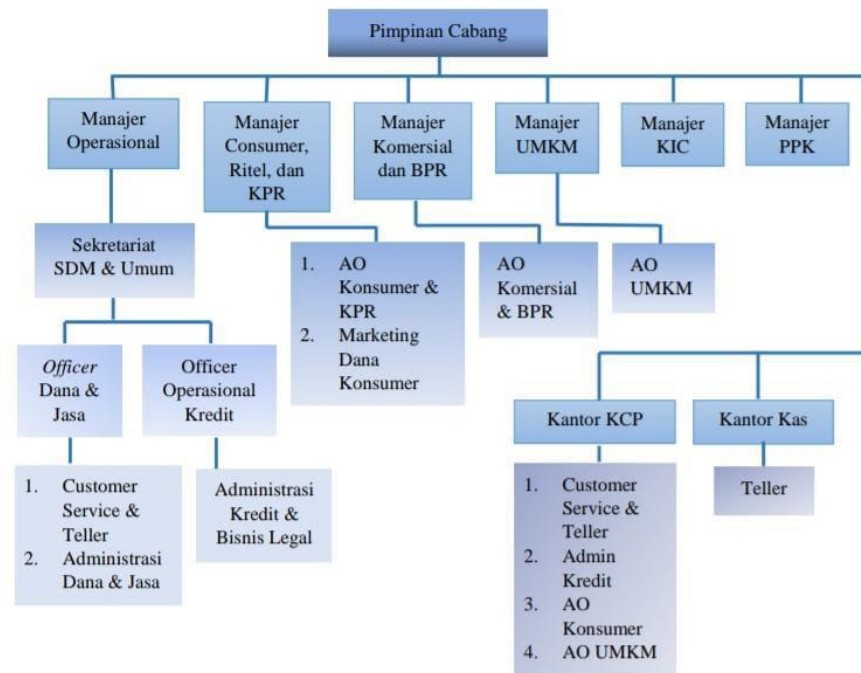 Pimpinan Cabang
Manajer
Operasional
Manajer
Consumer,
Ritel, dan
KPR
Manajer
Komersial
dan BPR
Manajer
UMKM
Manajer
KIC
Manajer
PPK
Sekretariat
SDM & Umum
1. AO
Konsumer &
KPR
2. Marketing
Dana
Konsumer
AO
Komersial
& BPR
AO
UMKM
Officer
Dana &
Jasa
Officer
Operasional
Kredit
Kantor KCP
Kantor Kas
1. Customer
Service &
Teller
2. Administrasi
Dana & Jasa
Administrasi
Kredit &
Bisnis Legal
1. Customer
Service &
Teller
2. Admin
Kredit
3. AO
Konsumer
4. AO UMKM
Teller